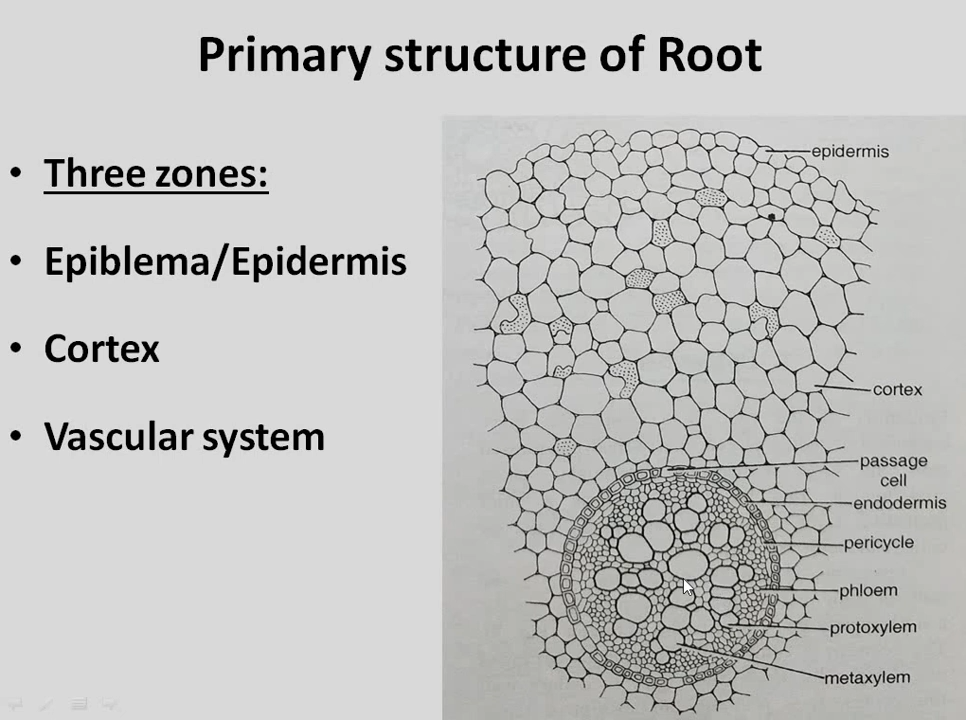 Primary structure of Root
• Three zones:
• Epiblema/Epidermis
• Cortex
• Vascular system
epidermis
cortex
passage
cell
endodermis
pericycle
phloem
protoxylem
metaxylem